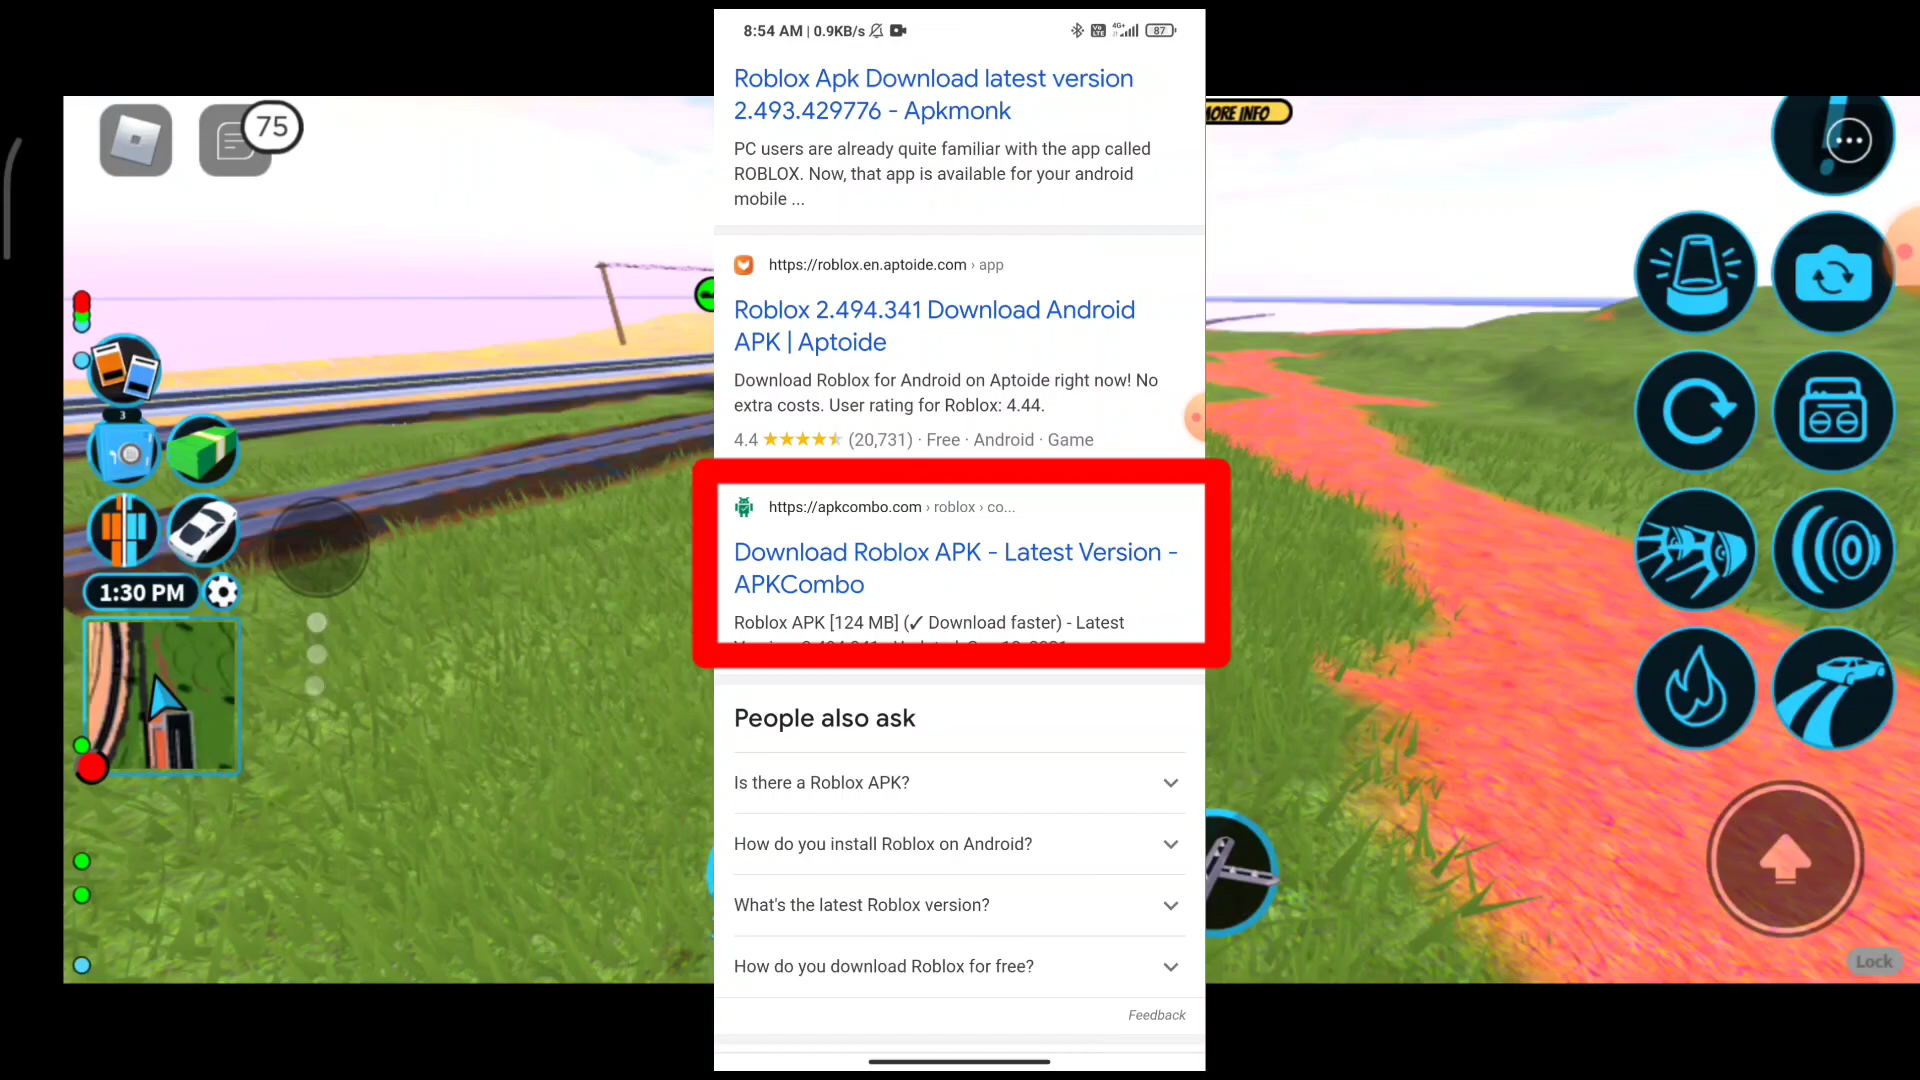 8:54 AM | 0.9KB/s
4G+
Vo
LTE
87
Roblox Apk Download latest version
2.493.429776 - Apkmonk
PC users are already quite familiar with the app called
ROBLOX. Now, that app is available for your android
mobile ...
https://roblox.en.aptoide.com › app
Roblox 2.494.341 Download Android
APK | Aptoide
Download Roblox for Android on Aptoide right now! No
extra costs. User rating for Roblox: 4.44.
4.4 ★★★★★ (20,731) · Free · Android · Game
https://apkcombo.com › roblox › co...
Download Roblox APK - Latest Version -
APKCombo
Roblox APK [124 MB] (✓ Download faster) - Latest
People also ask
Is there a Roblox APK?
How do you install Roblox on Android?
What's the latest Roblox version?
How do you download Roblox for free?
Feedback
75
3
1:30 PM
MORE INFO
Lock